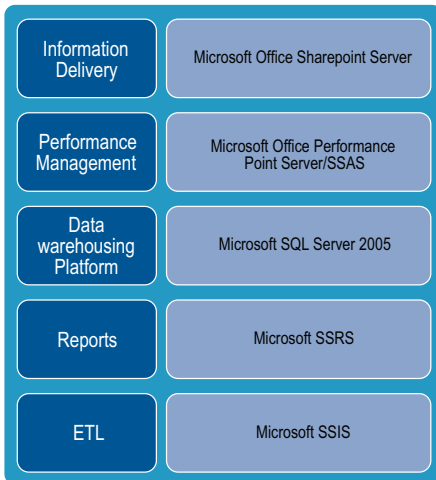 Information
Delivery
Microsoft Office Sharepoint Server
Performance
Management
Microsoft Office Performance
Point Server/SSAS
Data
warehousing
Platform
Microsoft SQL Server 2005
Reports
Microsoft SSRS
ETL
Microsoft SSIS